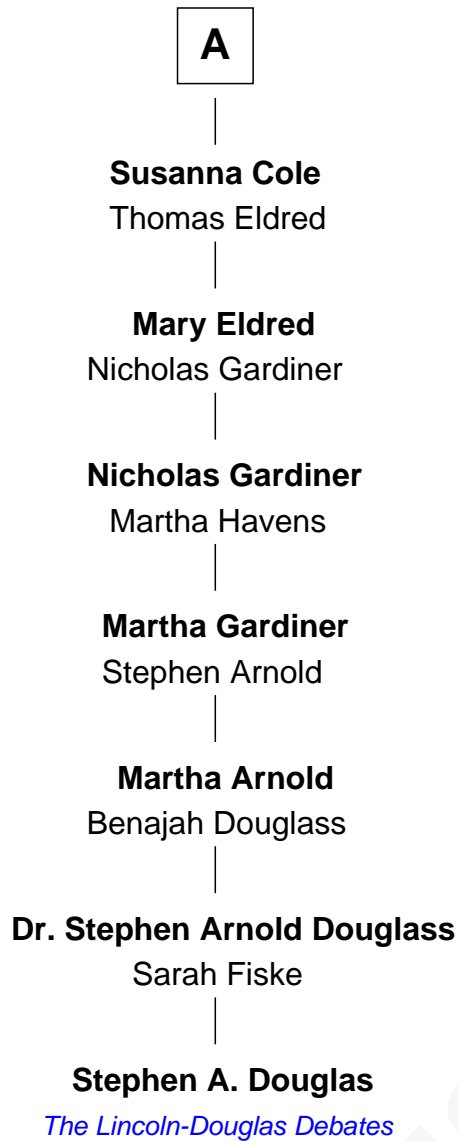 A
Susanna Cole
Thomas Eldred
Mary Eldred
Nicholas Gardiner
Nicholas Gardiner
Martha Havens
Martha Gardiner
Stephen Arnold
Martha Arnold
Benajah Douglass
Dr. Stephen Arnold Douglass
Sarah Fiske
Stephen A. Douglas
The Lincoln-Douglas Debates